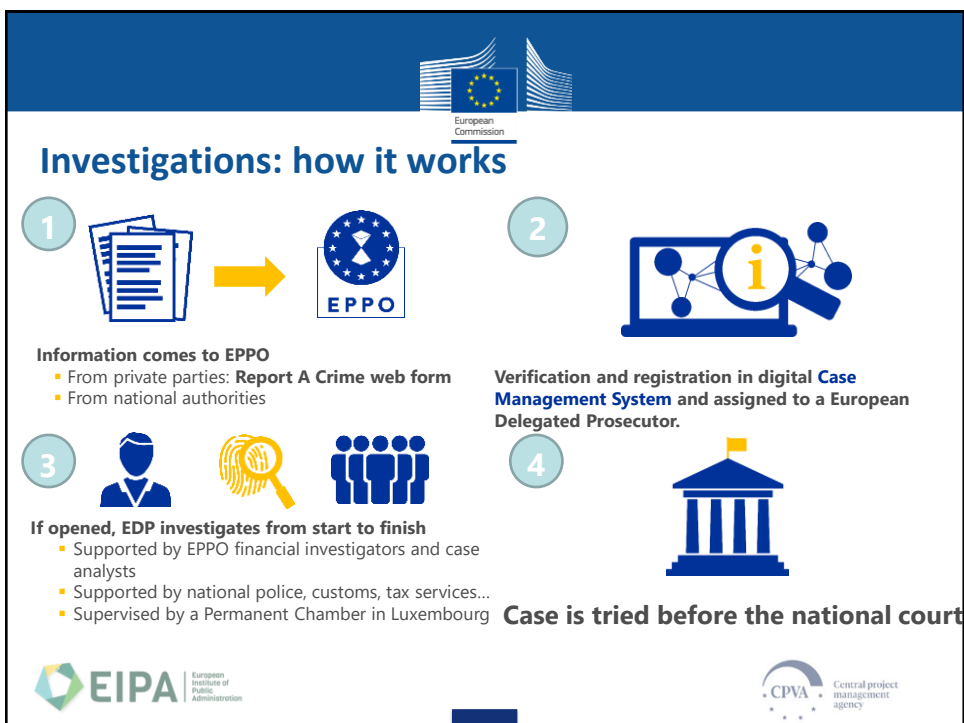 European
Commission
Investigations: how it works
1
EPPO
2
i
Information comes to EPPO
▪ From private parties: Report A Crime web form
▪ From national authorities
Verification and registration in digital Case
Management System and assigned to a European
Delegated Prosecutor.
3
4
If opened, EDP investigates from start to finish
▪ Supported by EPPO financial investigators and case
analysts
▪ Supported by national police, customs, tax services...
▪ Supervised by a Permanent Chamber in Luxembourg
Case is tried before the national court
EIPA
European
Institute of
Public
Administration
CPVA
Central project
management
agency